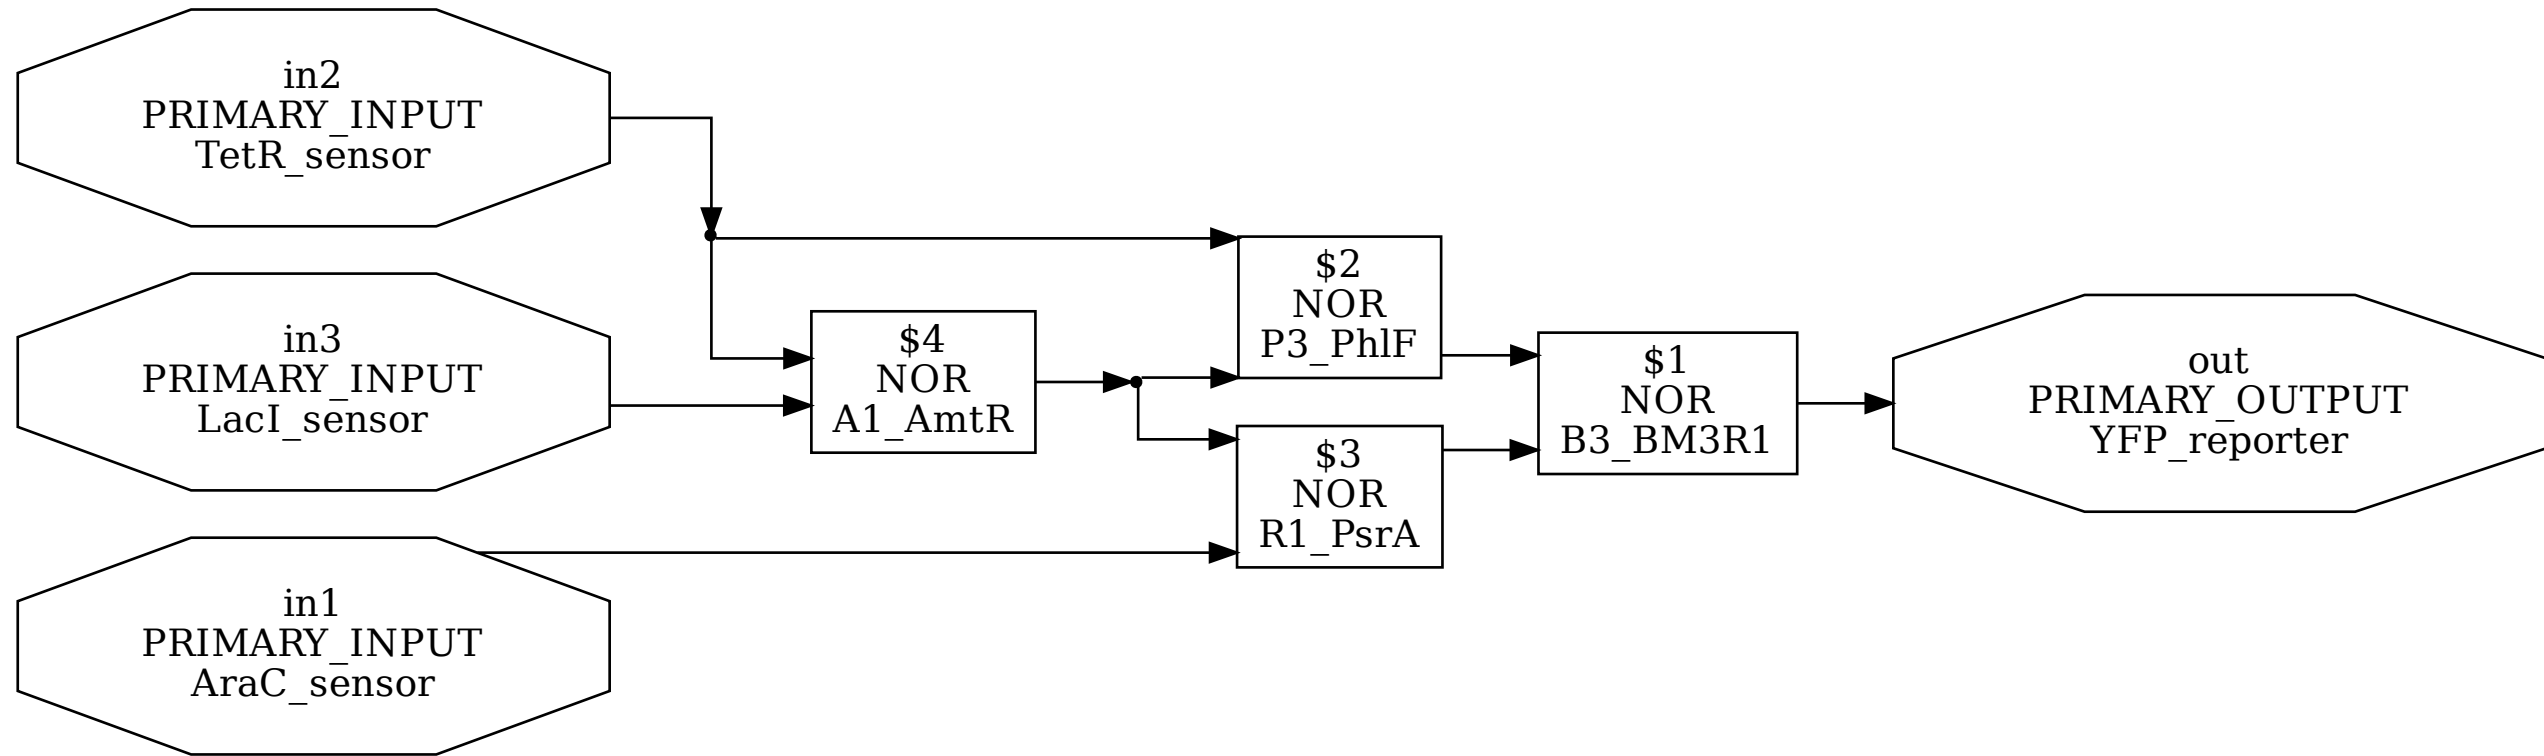 in2
PRIMARY_INPUT
TetR_sensor
in3
PRIMARY_INPUT
LacI_sensor
in1
PRIMARY_INPUT
AraC_sensor
$4
NOR
A1_AmtR
$2
NOR
P3_PhlF
$3
NOR
R1_PsrA
$1
NOR
B3_BM3R1
out
PRIMARY_OUTPUT
YFP_reporter